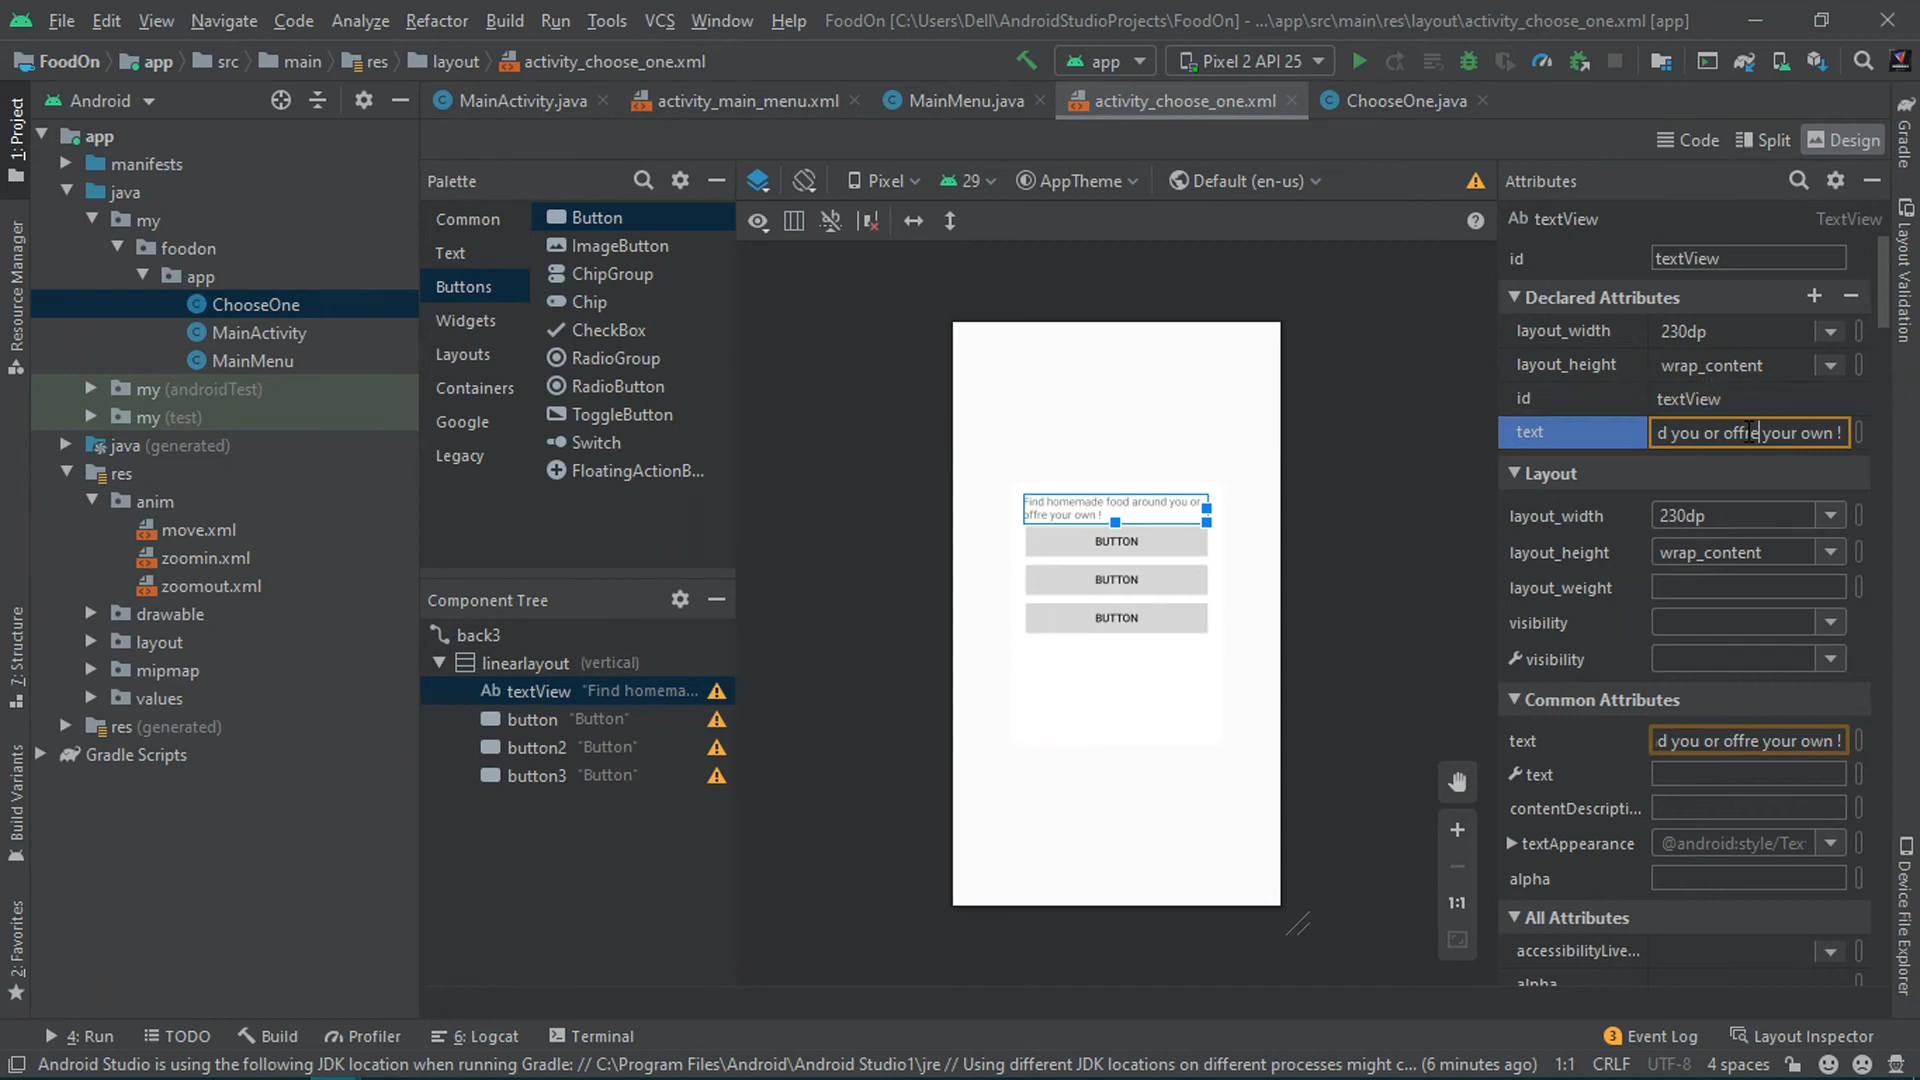 File Edit View Navigate Code Analyze Refactor Build Run Tools VCS Window Help FoodOn [C:\Users\Dell\AndroidStudioProjects\FoodOn] - ...\app\src\main\res\layout\activity_choose_one.xml [app]
FoodOn app src main res layout activity_choose_one.xml app Pixel 2 API 25
Android MainActivity.java activity_main_menu.xml MainMenu.java activity_choose_one.xml ChooseOne.java
Code Split Design
1: Project
Resource Manager
7: Structure
Build Variants
2: Favorites
app
manifests
java
my
foodon
app
ChooseOne
MainActivity
MainMenu
my (androidTest)
my (test)
java (generated)
res
anim
move.xml
zoomin.xml
zoomout.xml
drawable
layout
mipmap
values
res (generated)
Gradle Scripts
Palette
Common
Text
Buttons
Widgets
Layouts
Containers
Google
Legacy
Button
ImageButton
ChipGroup
Chip
CheckBox
RadioGroup
RadioButton
ToggleButton
Switch
FloatingActionB...
Component Tree
back3
linearlayout (vertical)
Ab textView "Find homema...
button "Button"
button2 "Button"
button3 "Button"
Pixel 29 AppTheme Default (en-us)
Find homemade food around you or
offre your own !
BUTTON
BUTTON
BUTTON
1:1
Attributes
Ab textView TextView
id textView
Declared Attributes
layout_width 230dp
layout_height wrap_content
id textView
text d you or offre your own !
Layout
layout_width 230dp
layout_height wrap_content
layout_weight
visibility
visibility
Common Attributes
text d you or offre your own !
text
contentDescripti...
textAppearance @android:style/Tex
alpha
All Attributes
accessibilityLive...
alpha
Gradle
Layout Validation
Device File Explorer
4: Run TODO Build Profiler 6: Logcat Terminal 3 Event Log Layout Inspector
Android Studio is using the following JDK location when running Gradle: // C:\Program Files\Android\Android Studio1\jre // Using different JDK locations on different processes might c... (6 minutes ago) 1:1 CRLF UTF-8 4 spaces